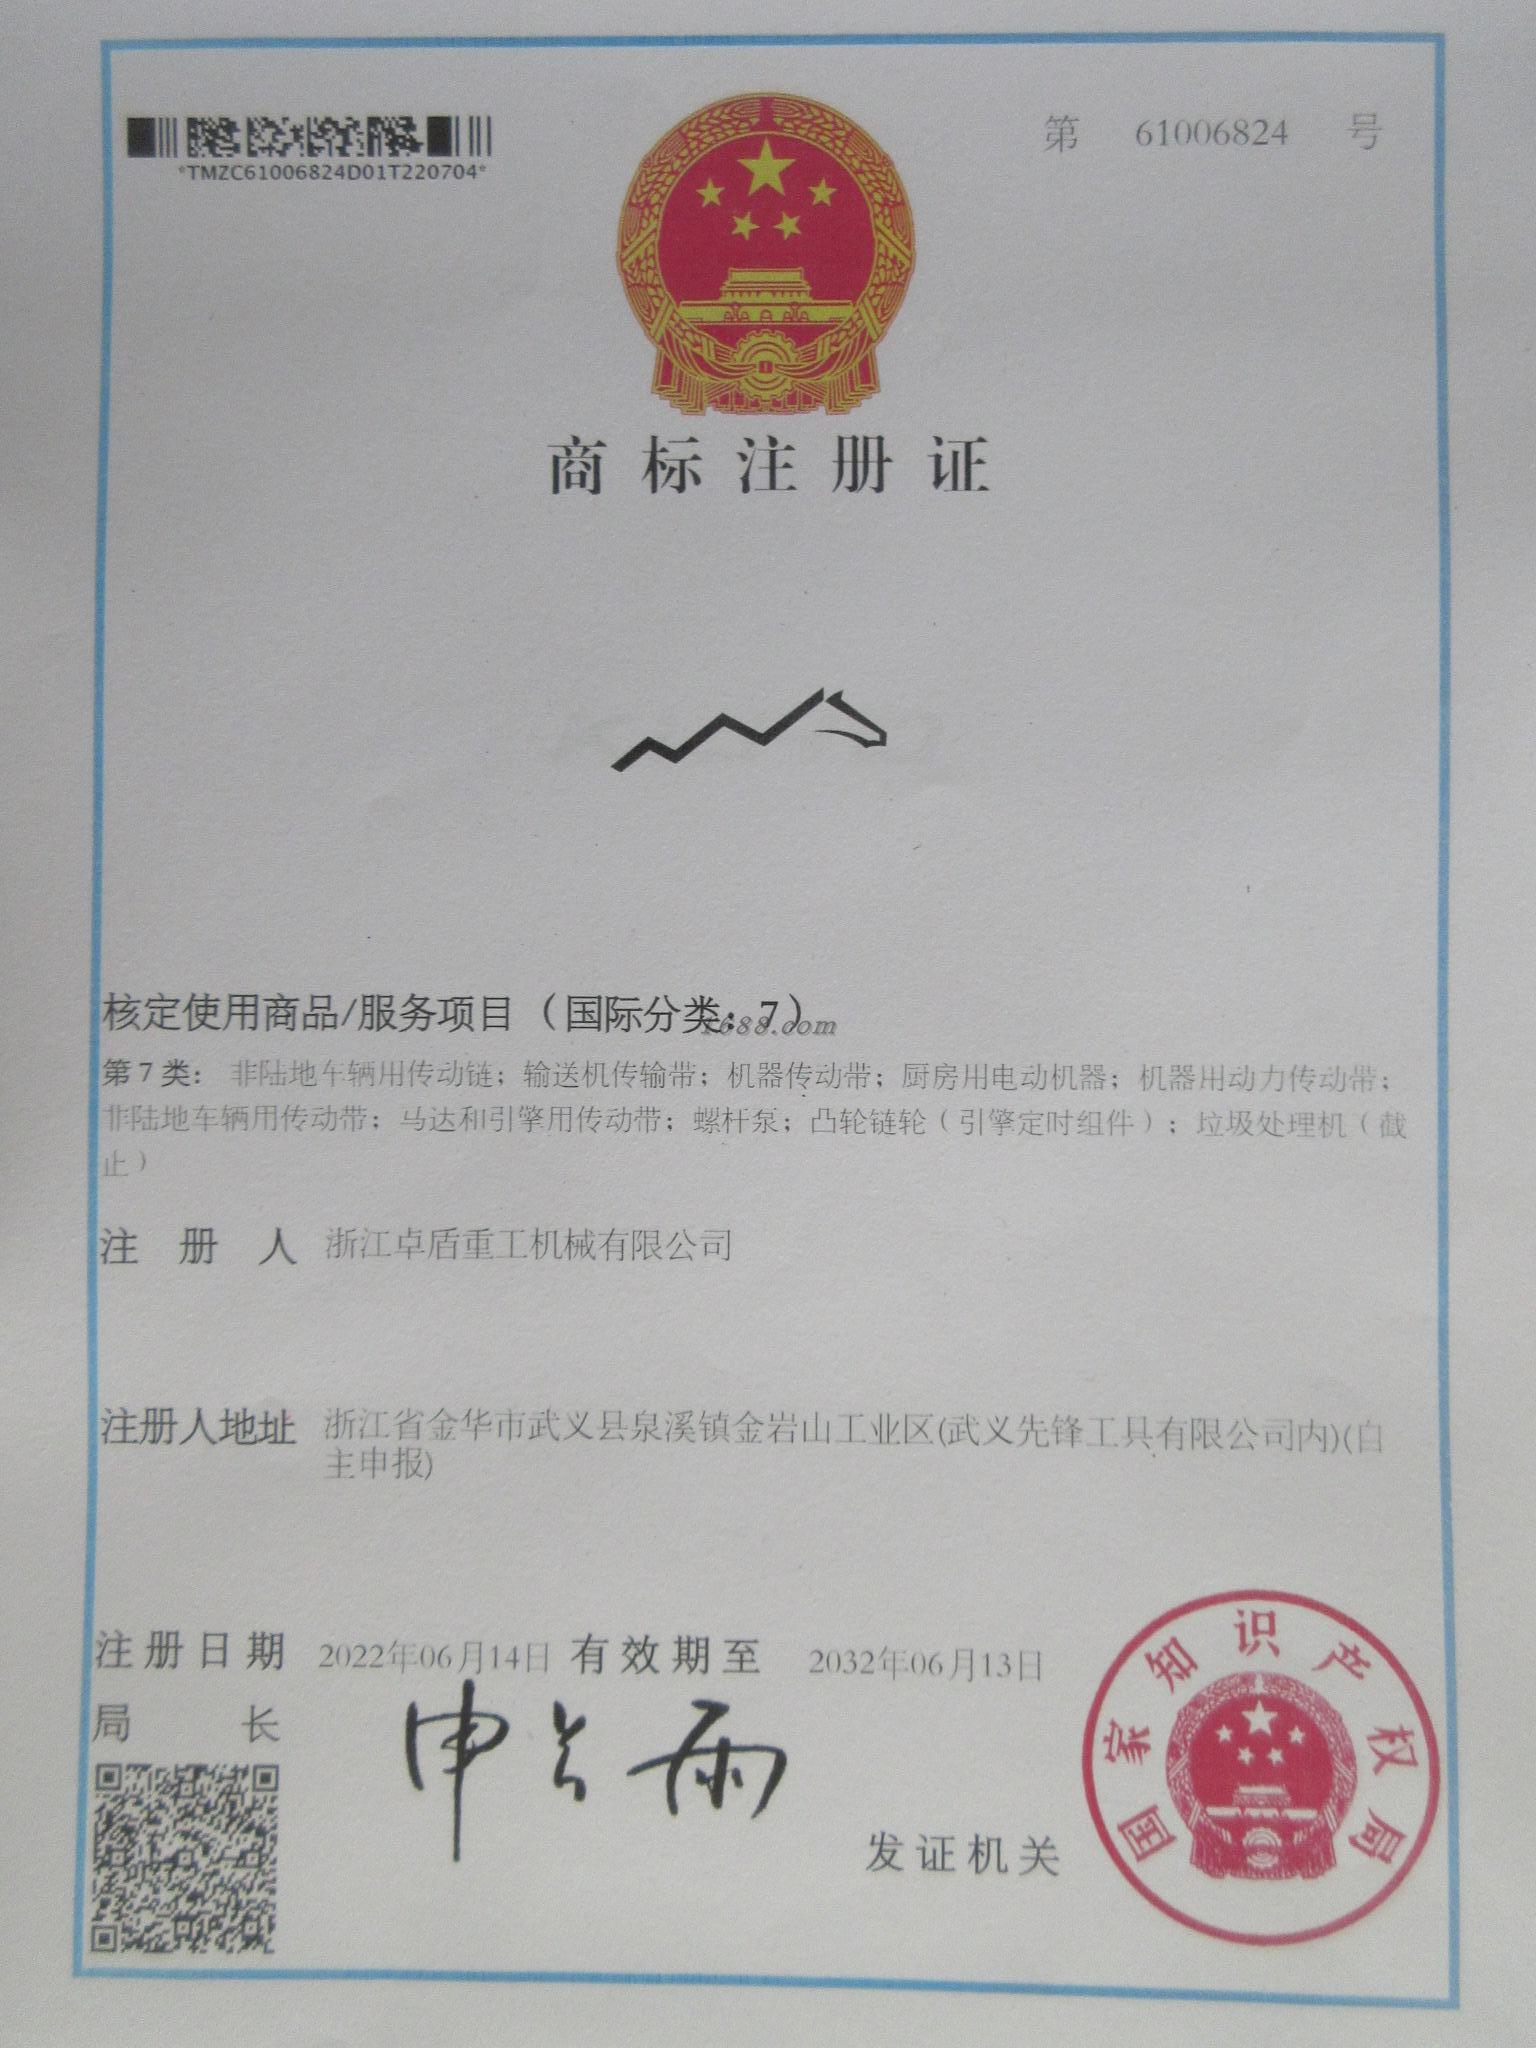 *TMZC61006824D01T220704*
第 61006824 号
商标注册证
核定使用商品/服务项目（国际分类：7）
1688.com
第7类：非陆地车辆用传动链；输送机传输带；机器传动带；厨房用电动机器；机器用动力传动带；
非陆地车辆用传动带；马达和引擎用传动带；螺杆泵；凸轮链轮（引擎定时组件）；垃圾处理机（截
止）
注册人 浙江卓盾重工机械有限公司
注册人地址 浙江省金华市武义县泉溪镇金岩山工业区(武义先锋工具有限公司内)(自
主申报)
注册日期 2022年06月14日 有效期至 2032年06月13日
局长 申长雨
发证机关
国家知识产权局